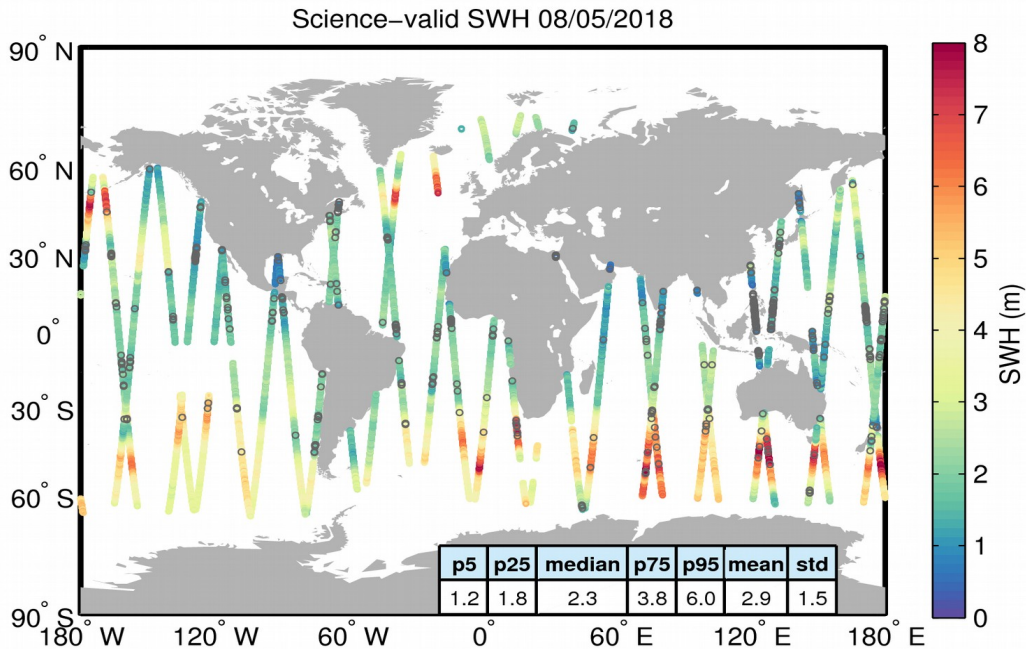 Science−valid SWH 08/05/2018
90° N
60° N
30° N
0°
30° S
60° S
90° S
180° W
120° W
60° W
0°
60° E
120° E
180° E
p5 p25 median p75 p95 mean std
1.2 1.8 2.3 3.8 6.0 2.9 1.5
8
7
6
5
4
3
2
1
0
SWH (m)